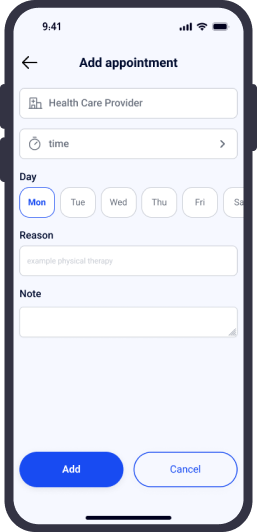 9:41
Add appointment
Health Care Provider
time
Day
Mon Tue Wed Thu Fri Sa
Reason
example physical therapy
Note
Add Cancel